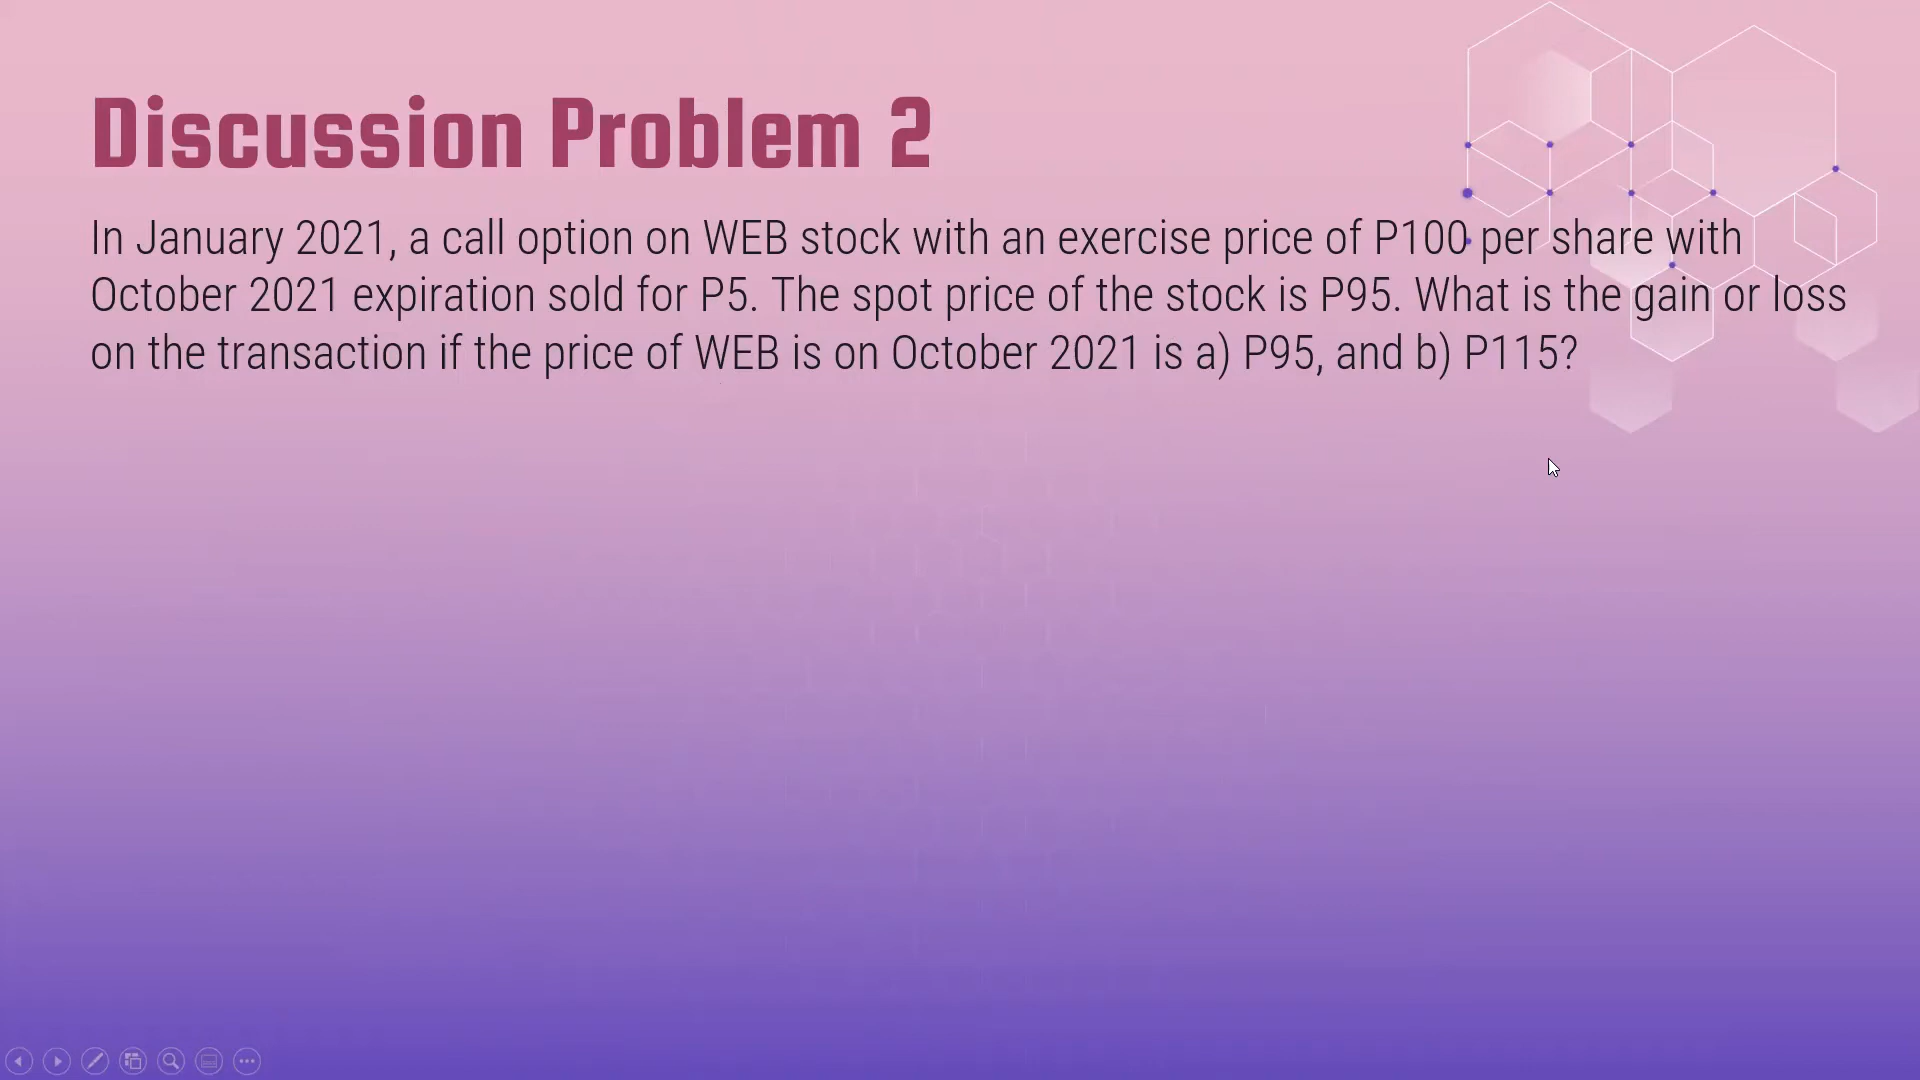 Discussion Problem 2
In January 2021, a call option on WEB stock with an exercise price of P100 per share with
October 2021 expiration sold for P5. The spot price of the stock is P95. What is the gain or loss
on the transaction if the price of WEB is on October 2021 is a) P95, and b) P115?